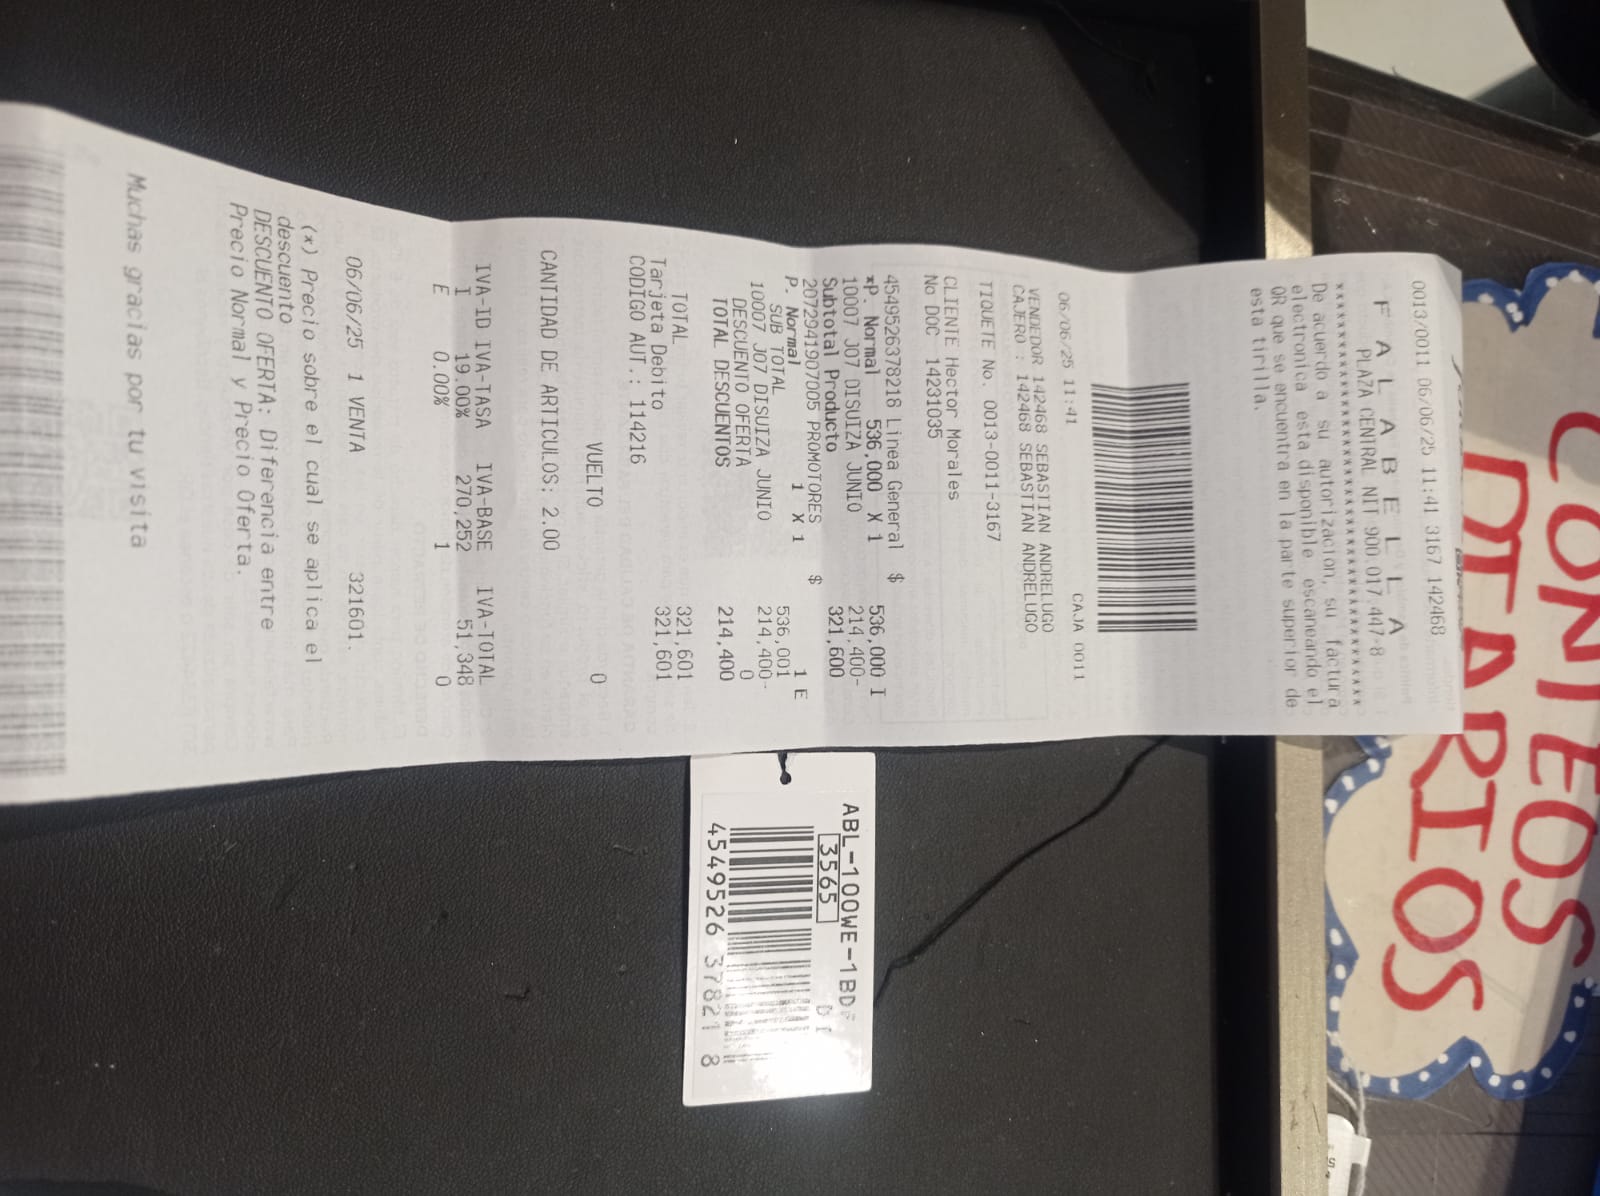 0013/0011 06/06/25 11:41 3167 142468
F A L A B E L L A
PLAZA CENTRAL NIT 900.017.447-8
****************************************
De acuerdo a su autorizacion, su factura
electronica esta disponible escaneando el
QR que se encuentra en la parte superior de
esta tirilla.
06/06/25 11:41 CAJA 0011
VENDEDOR 142468 SEBASTIAN ANDRELUGO
CAJERO : 142468 SEBASTIAN ANDRELUGO
TIQUETE No. 0013-0011-3167
CLIENTE Hector Morales
No DOC 14231035
4549526378218 Linea General $ 536,000 I
*P. Normal 536,000 X 1
10007 J07 DISUIZA JUNIO 214,400-
Subtotal Producto 321,600
2072941907005 PROMOTORES $ 1 E
P. Normal 1 X 1
SUB TOTAL 536,001
10007 J07 DISUIZA JUNIO 214,400-
DESCUENTO OFERTA 0
TOTAL DESCUENTOS 214,400
TOTAL 321,601
Tarjeta Debito 321,601
CODIGO AUT.: 114216
VUELTO 0
CANTIDAD DE ARTICULOS: 2.00
IVA-ID IVA-TASA IVA-BASE IVA-TOTAL
I 19.00% 270,252 51,348
E 0.00% 1 0
06/06/25 1 VENTA 321601.
(*) Precio sobre el cual se aplica el
descuento
DESCUENTO OFERTA: Diferencia entre
Precio Normal y Precio Oferta.
Muchas gracias por tu visita
ABL-100WE-1BD
3565
4549526 378218
CONTEOS
DIARIOS